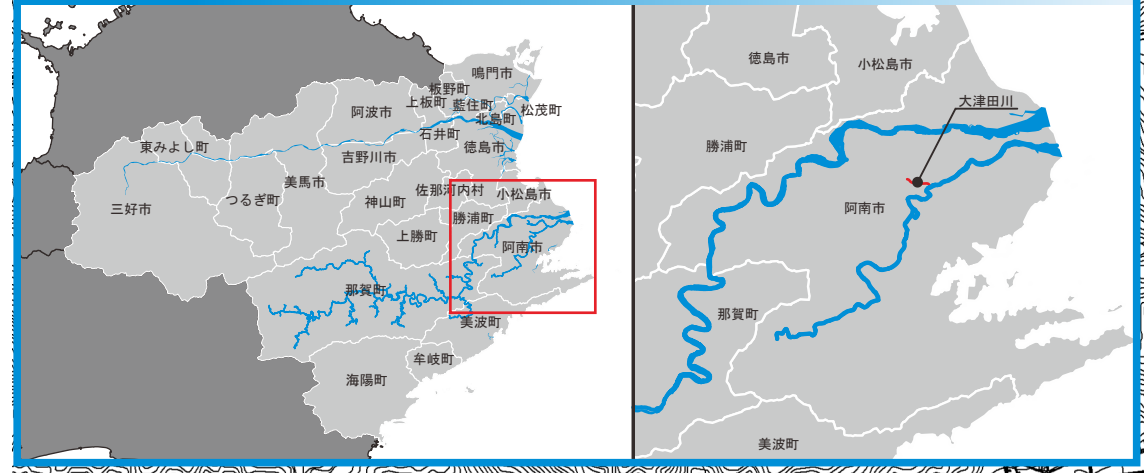 鳴門市
板野町
上板町
藍住町
松茂町
阿波市
北島町
石井町
東みよし町
吉野川市
徳島市
美馬市
佐那河内村
小松島市
つるぎ町
神山町
三好市
勝浦町
上勝町
阿南市
那賀町
美波町
牟岐町
海陽町
徳島市
小松島市
大津田川
勝浦町
阿南市
那賀町
美波町